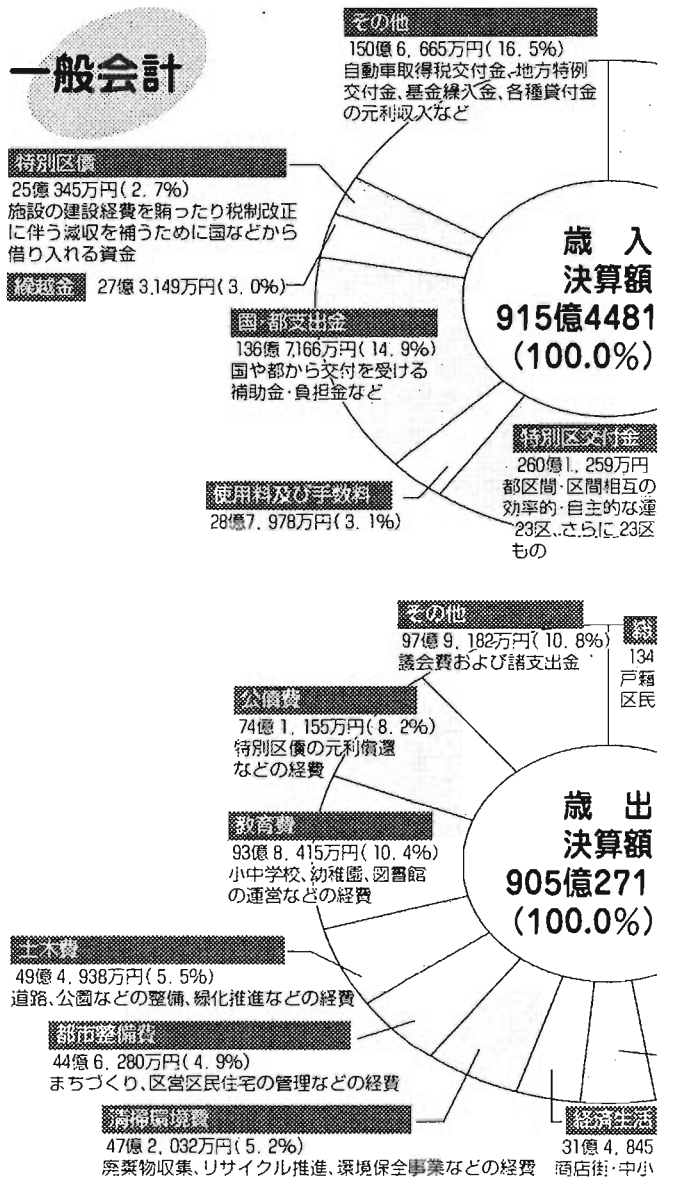 一般会計
その他
150億6,665万円(16.5%)
自動車取得税交付金、地方特例
交付金、基金繰入金、各種貸付金
の元利収入など
特別区債
25億345万円(2.7%)
施設の建設経費を賄ったり税制改正
に伴う減収を補うために国などから
借り入れる資金
繰越金 27億3,149万円(3.0%)
国・都支出金
136億7,166万円(14.9%)
国や都から交付を受ける
補助金・負担金など
使用料及び手数料
28億7,978万円(3.1%)
歳入
決算額
915億4481
(100.0%)
特別区交付金
260億1,259万円
都区間・区間相互の
効率的・自主的な運
23区、さらに23区
もの
その他
97億9,182万円(10.8%)
議会費および諸支出金
総
134
戸籍
区民
公債費
74億1,155万円(8.2%)
特別区債の元利償還
などの経費
教育費
93億8,415万円(10.4%)
小中学校、幼稚園、図書館
の運営などの経費
歳出
決算額
905億271
(100.0%)
土木費
49億4,938万円(5.5%)
道路、公園などの整備、緑化推進などの経費
都市整備費
44億6,280万円(4.9%)
まちづくり、区営区民住宅の管理などの経費
清掃環境費
47億2,032万円(5.2%)
廃棄物収集、リサイクル推進、環境保全事業などの経費
経済生活
31億4,845
商店街・中小